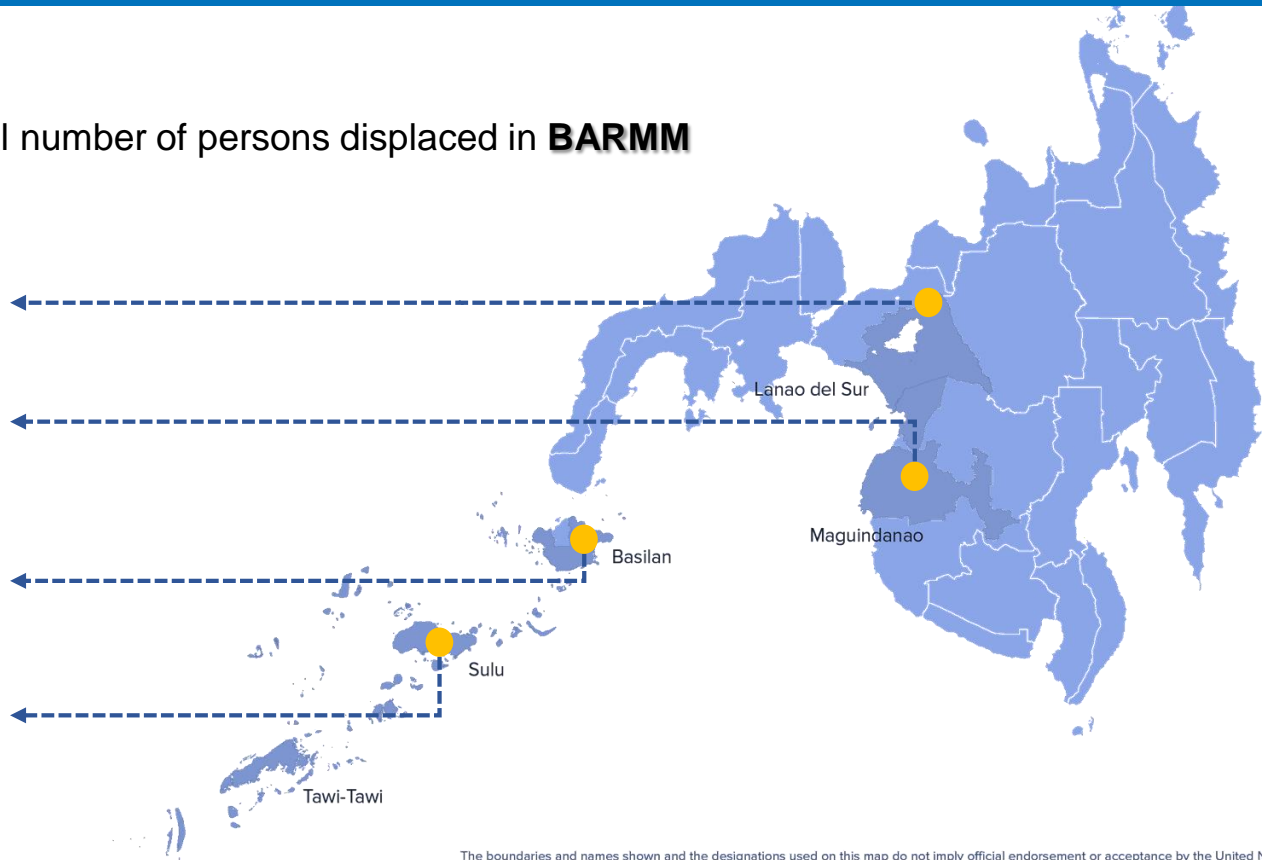 l number of persons displaced in BARMM
Lanao del Sur
Maguindanao
Basilan
Sulu
Tawi-Tawi
The boundaries and names shown and the designations used on this map do not imply official endorsement or acceptance by the United N